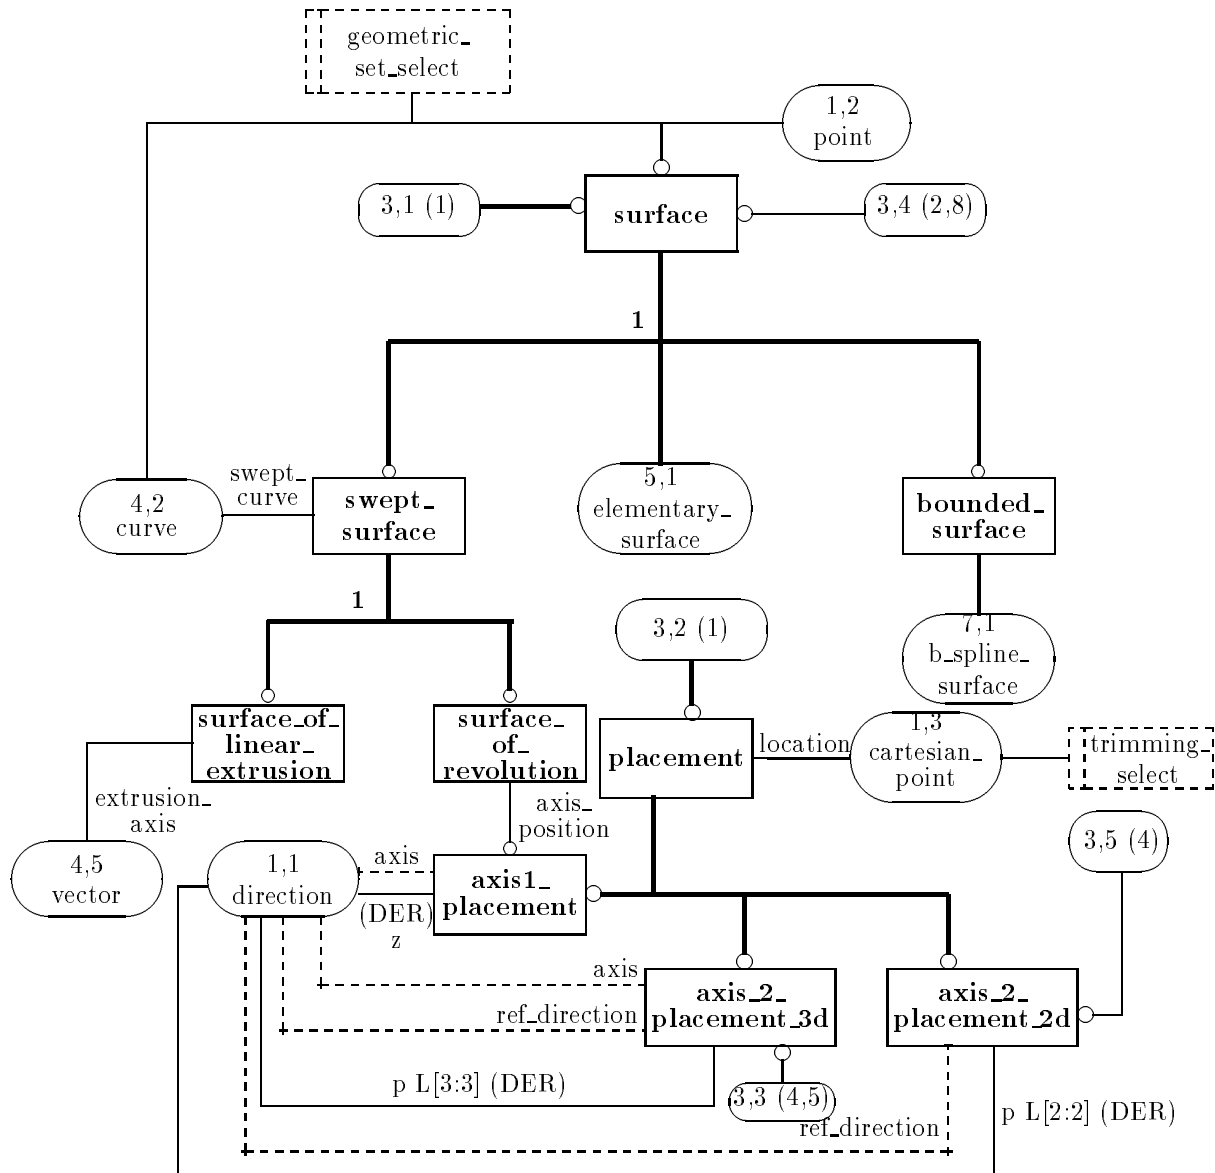 geometric_
set_select
1,2
point
3,1 (1)
surface
3,4 (2,8)
1
swept_
curve
4,2
curve
swept_
surface
5,1
elementary_
surface
bounded_
surface
1
3,2 (1)
7,1
b_spline_
surface
surface_of_
linear_
extrusion
surface_
of_
revolution
placement
location
1,3
cartesian_
point
trimming_
select
extrusion_
axis
axis_
position
3,5 (4)
4,5
vector
1,1
direction
axis
(DER)
z
axis1_
placement
axis
ref_direction
axis_2_
placement_3d
axis_2_
placement_2d
p L[3:3] (DER)
3,3 (4,5)
ref_direction
p L[2:2] (DER)